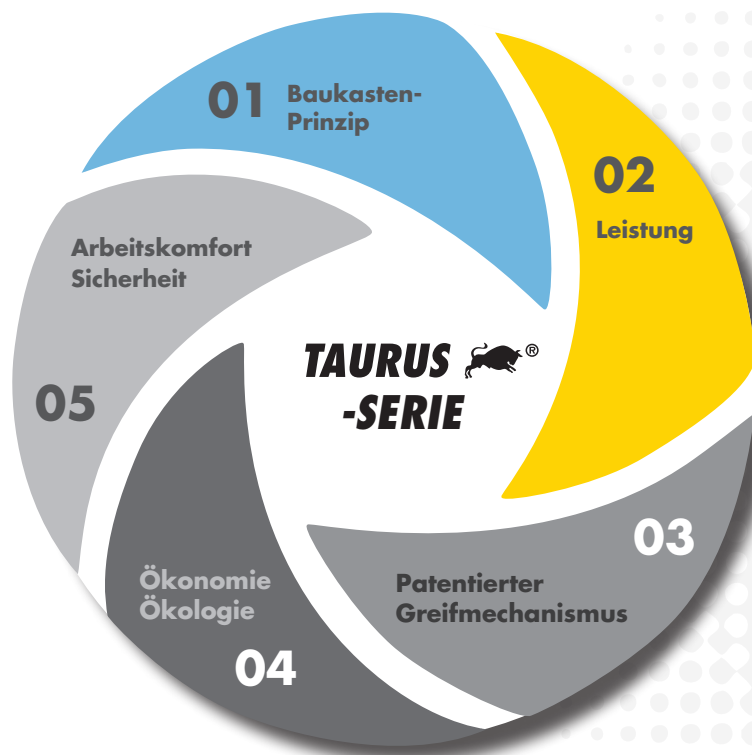 01 Baukasten-
Prinzip
02
Leistung
03
Patentierter
Greifmechanismus
Ökonomie
Ökologie
04
Arbeitskomfort
Sicherheit
05
TAURUS ®
-SERIE